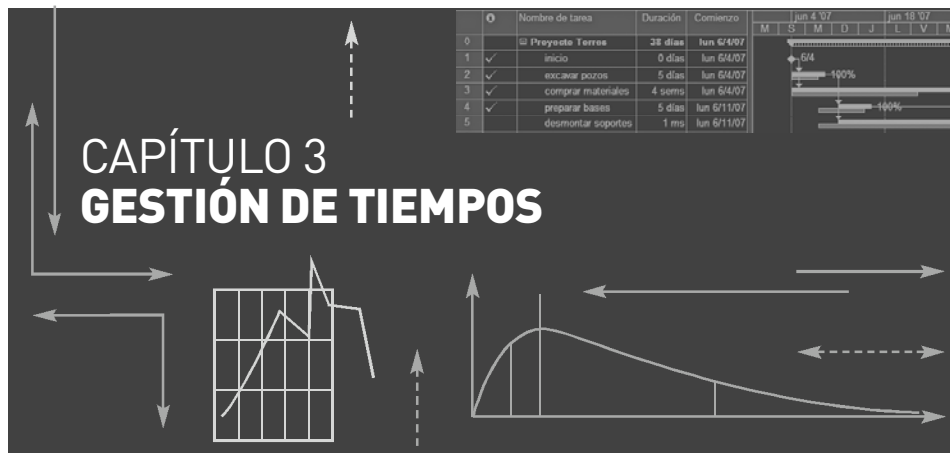 Nombre de tarea Duración Comienzo jun 4 '07 jun 18 '07
M S M D J L V
0 Proyecto Torres 38 días lun 6/4/07
1 inicio 0 días lun 6/4/07 6/4
2 excavar pozos 5 días lun 6/4/07 100%
3 comprar materiales 4 sems lun 6/4/07
4 preparar bases 5 días lun 6/11/07 100%
5 desmontar soportes 1 ms lun 6/11/07
CAPÍTULO 3
GESTIÓN DE TIEMPOS